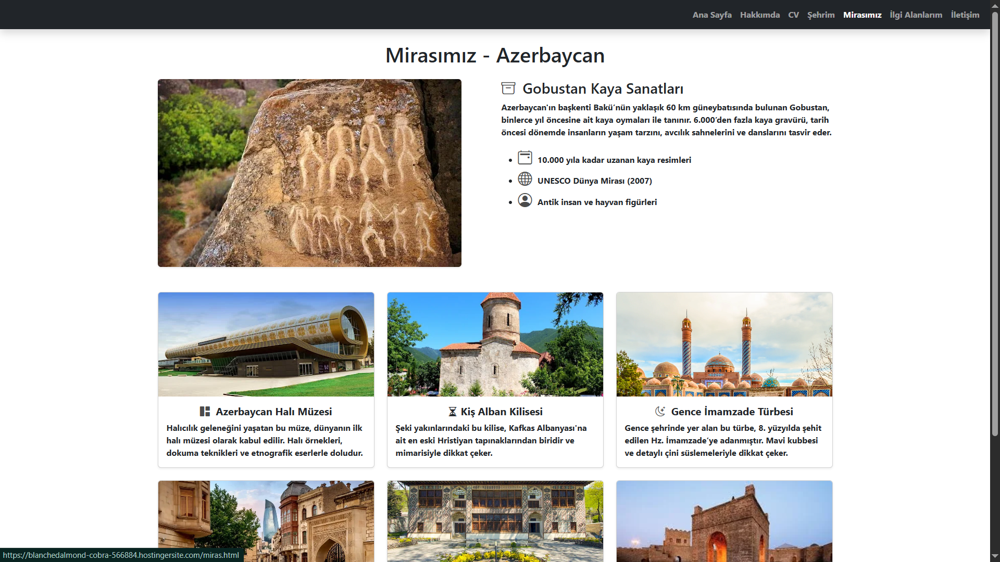 Ana Sayfa Hakkımda CV Şehrim Mirasımız İlgi Alanlarım İletişim
Mirasımız - Azerbaycan
Gobustan Kaya Sanatları
Azerbaycan'ın başkenti Bakü’nün yaklaşık 60 km güneybatısında bulunan Gobustan,
binlerce yıl öncesine ait kaya oymaları ile tanınır. 6.000’den fazla kaya gravürü, tarih
öncesi dönemde insanların yaşam tarzını, avcılık sahnelerini ve danslarını tasvir eder.
10.000 yıla kadar uzanan kaya resimleri
UNESCO Dünya Mirası (2007)
Antik insan ve hayvan figürleri
Azerbaycan Halı Müzesi
Halıcılık geleneğini yaşatan bu müze, dünyanın ilk
halı müzesi olarak kabul edilir. Halı örnekleri,
dokuma teknikleri ve etnografik eserlerle doludur.
Kiş Alban Kilisesi
Şeki yakınlarındaki bu kilise, Kafkas Albanyası'na
ait en eski Hristiyan tapınaklarından biridir ve
mimarisiyle dikkat çeker.
Gence İmamzade Türbesi
Gence şehrinde yer alan bu türbe, 8. yüzyılda şehit
edilen Hz. İmamzade’ye adanmıştır. Mavi kubbesi
ve detaylı çini süslemeleriyle dikkat çeker.
https://blanchedalmond-cobra-566884.hostingersite.com/miras.html